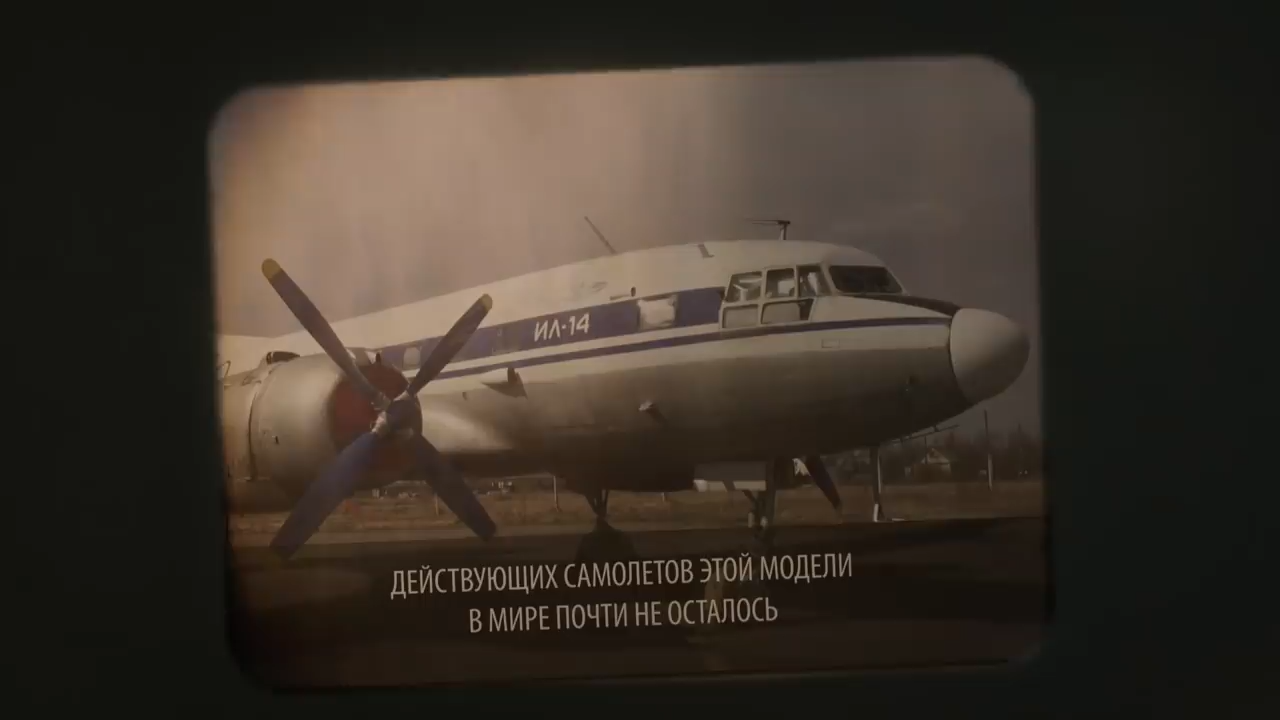 ИЛ-14
ДЕЙСТВУЮЩИХ САМОЛЕТОВ ЭТОЙ МОДЕЛИ
В МИРЕ ПОЧТИ НЕ ОСТАЛОСЬ